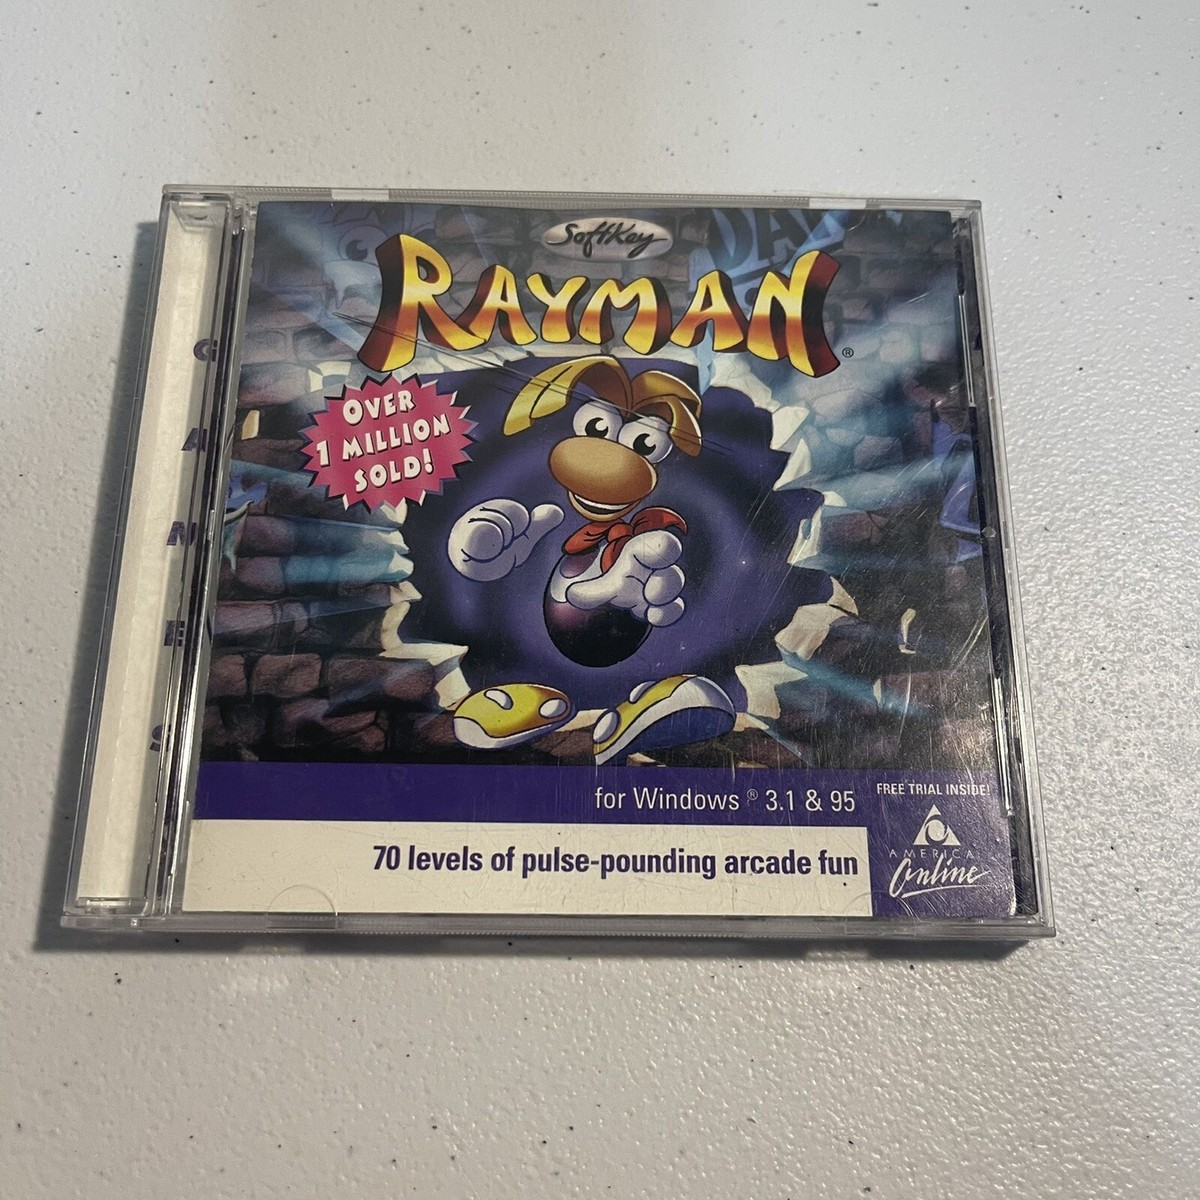 SoftKey
RAYMAN®
OVER
1 MILLION
SOLD!
G
A
M
E
S
for Windows® 3.1 & 95
70 levels of pulse-pounding arcade fun
FREE TRIAL INSIDE!
AMERICA
Online